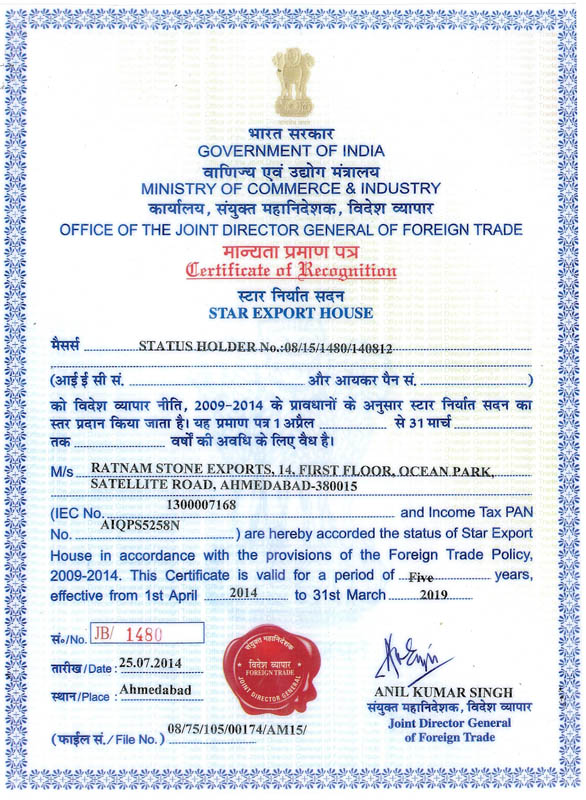 भारत सरकार
GOVERNMENT OF INDIA
वाणिज्य एवं उद्योग मंत्रालय
MINISTRY OF COMMERCE & INDUSTRY
कार्यालय, संयुक्त महानिदेशक, विदेश व्यापार
OFFICE OF THE JOINT DIRECTOR GENERAL OF FOREIGN TRADE
मान्यता प्रमाण पत्र
Certificate of Recognition
स्टार निर्यात सदन
STAR EXPORT HOUSE
मैसर्स STATUS HOLDER No.:08/15/1480/140812
(आई ई सी सं. और आयकर पैन सं. )
को विदेश व्यापार नीति, 2009-2014 के प्रावधानों के अनुसार स्टार निर्यात सदन का
स्तर प्रदान किया जाता है। यह प्रमाण पत्र 1 अप्रैल से 31 मार्च
तक वर्षों की अवधि के लिए वैध है।
M/s RATNAM STONE EXPORTS, 14, FIRST FLOOR, OCEAN PARK,
SATELLITE ROAD, AHMEDABAD-380015
(IEC No. 1300007168 and Income Tax PAN
No. AIQPS5258N ) are hereby accorded the status of Star Export
House in accordance with the provisions of the Foreign Trade Policy,
2009-2014. This Certificate is valid for a period of Five years,
effective from 1st April 2014 to 31st March 2019
सं०/No. JB/ 1480
तारीख/Date : 25.07.2014
स्थान/Place : Ahmedabad
(फाईल सं./File No.) 08/75/105/00174/AM15/
संयुक्त महानिदेशक
विदेश व्यापार
FOREIGN TRADE
JOINT DIRECTOR GENERAL
ANIL KUMAR SINGH
संयुक्त महानिदेशक, विदेश व्यापार
Joint Director General
of Foreign Trade